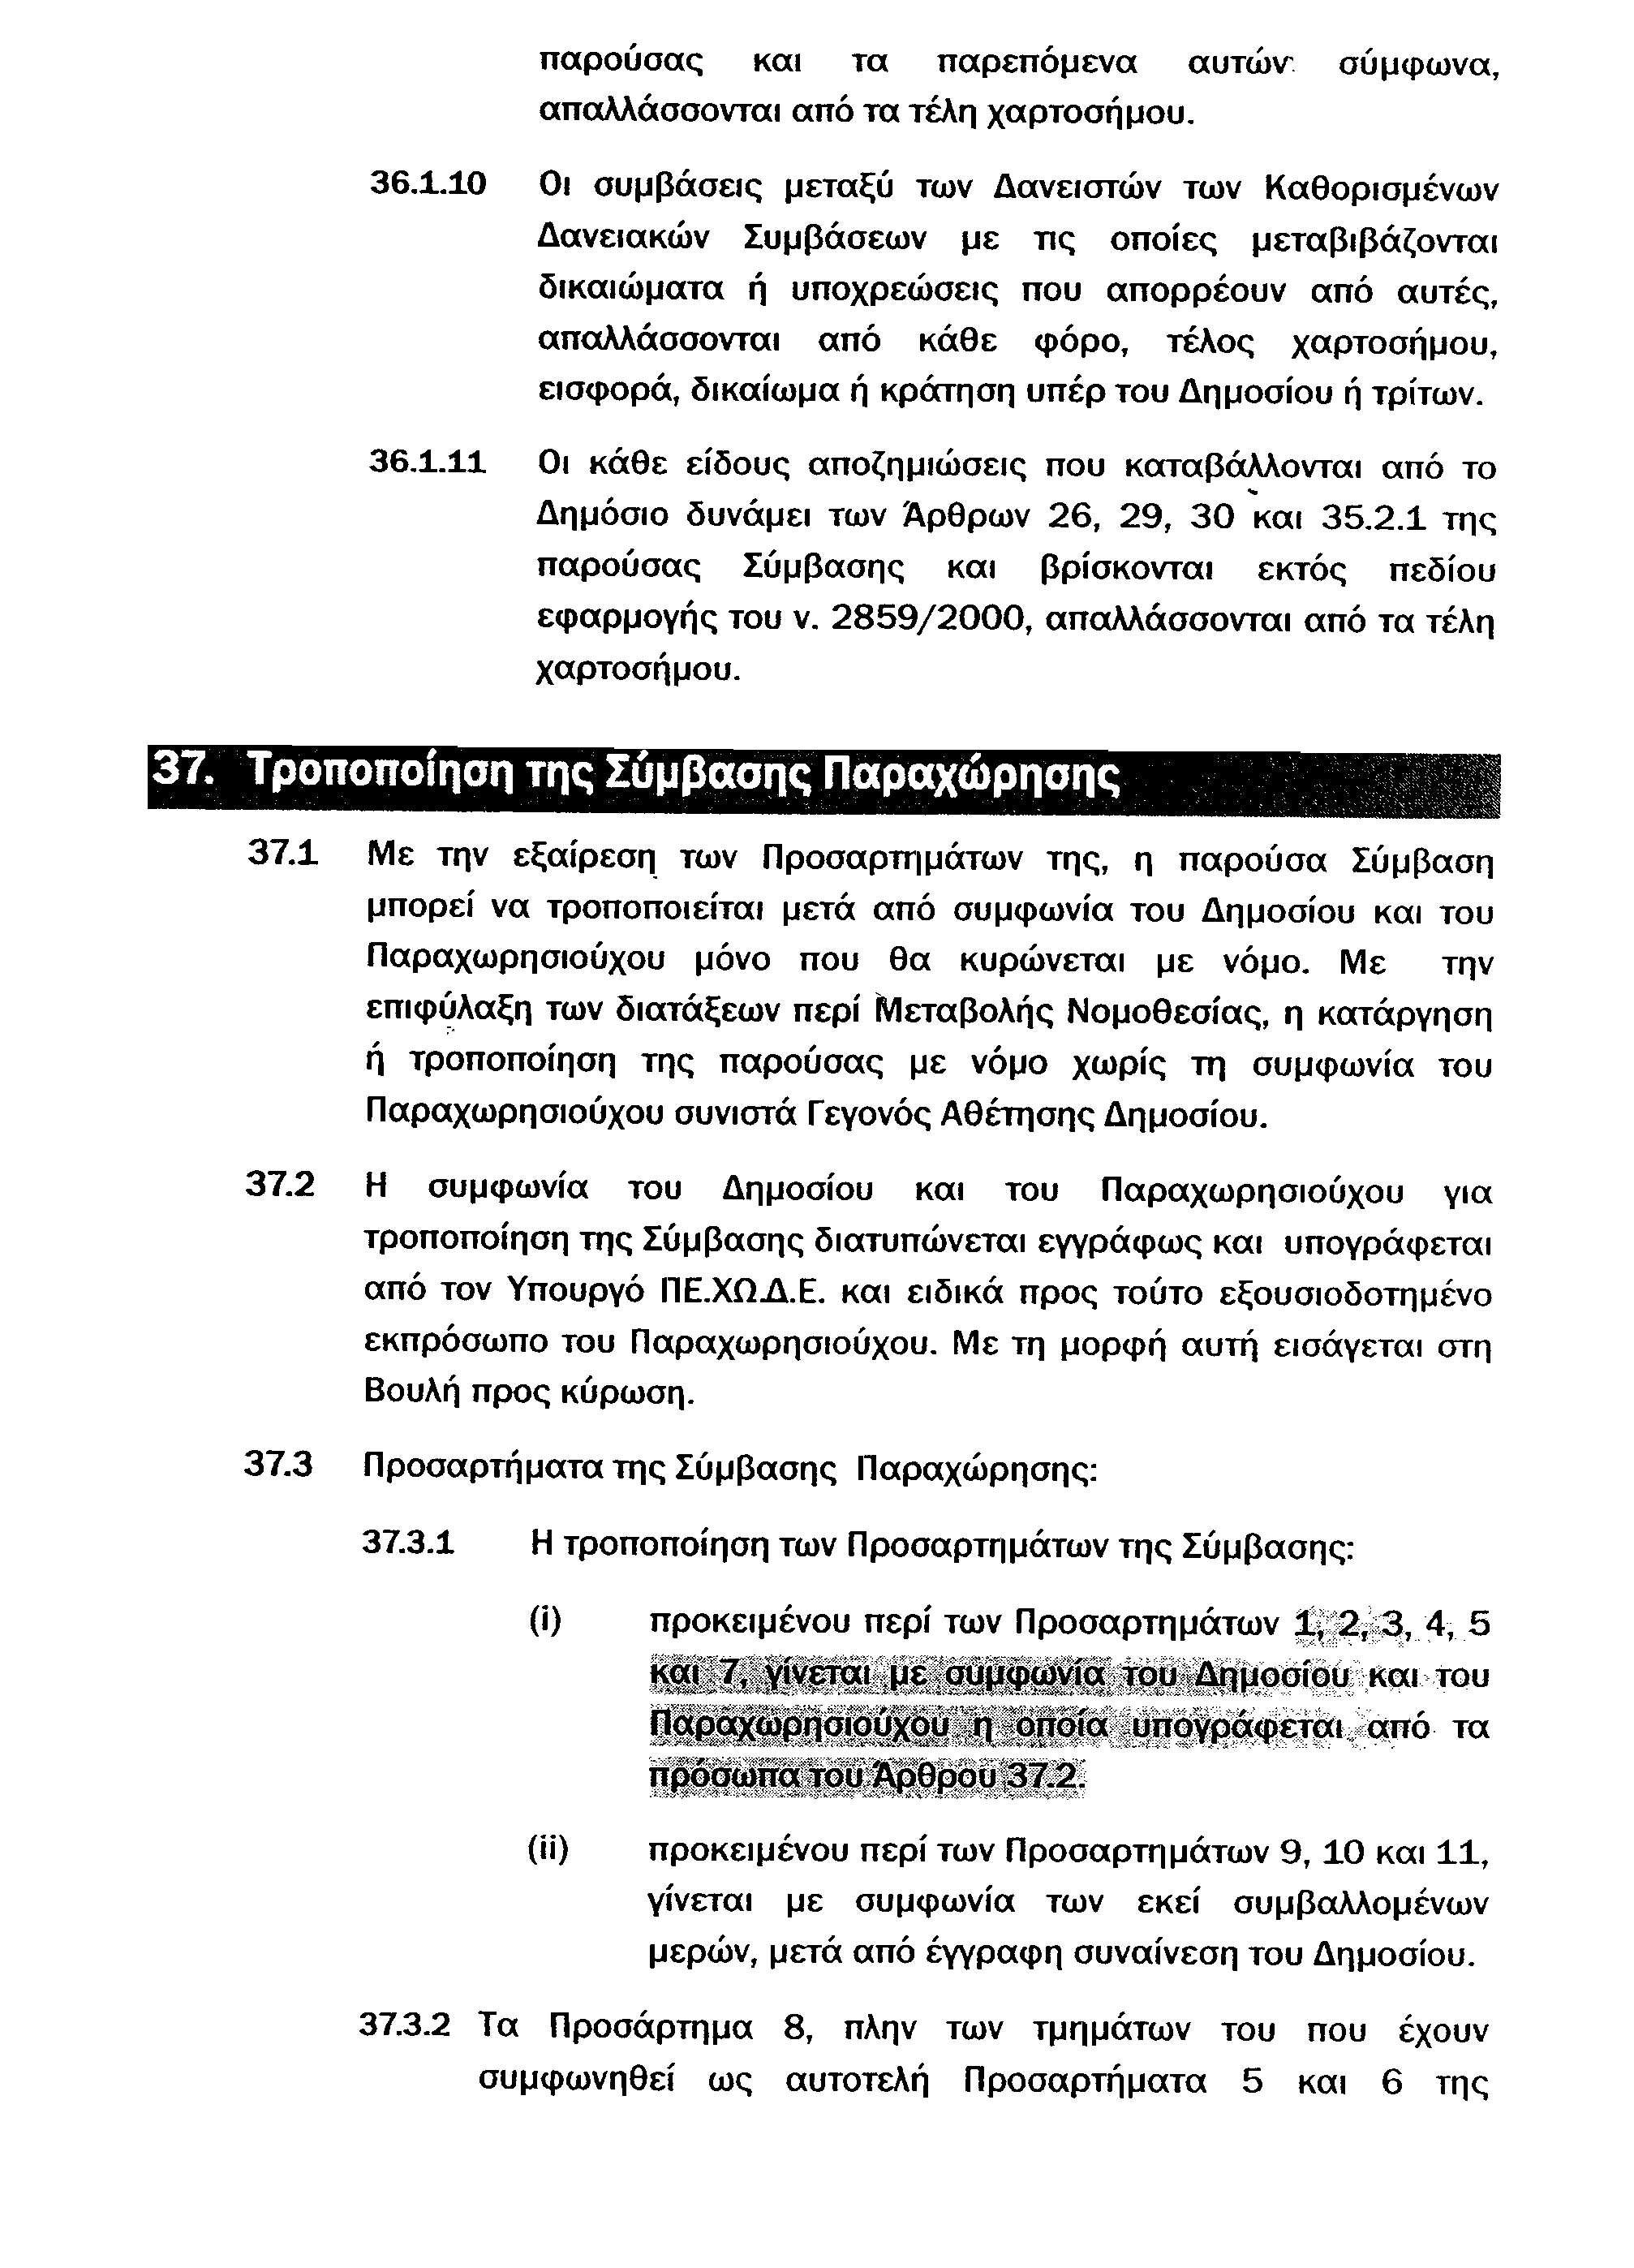 παρούσας και τα παρεπόμενα αυτών σύμφωνα,
απαλλάσσονται από τα τέλη χαρτοσήμου.
36.1.10 Οι συμβάσεις μεταξύ των Δανειστών των Καθορισμένων
Δανειακών Συμβάσεων με τις οποίες μεταβιβάζονται
δικαιώματα ή υποχρεώσεις που απορρέουν από αυτές,
απαλλάσσονται από κάθε φόρο, τέλος χαρτοσήμου,
εισφορά, δικαίωμα ή κράτηση υπέρ του Δημοσίου ή τρίτων.
36.1.11 Οι κάθε είδους αποζημιώσεις που καταβάλλονται από το
Δημόσιο δυνάμει των Άρθρων 26, 29, 30 και 35.2.1 της
παρούσας Σύμβασης και βρίσκονται εκτός πεδίου
εφαρμογής του ν. 2859/2000, απαλλάσσονται από τα τέλη
χαρτοσήμου.
37. Τροποποίηση της Σύμβασης Παραχώρησης
37.1 Με την εξαίρεση των Προσαρτημάτων της, η παρούσα Σύμβαση
μπορεί να τροποποιείται μετά από συμφωνία του Δημοσίου και του
Παραχωρησιούχου μόνο που θα κυρώνεται με νόμο. Με την
επιφύλαξη των διατάξεων περί Μεταβολής Νομοθεσίας, η κατάργηση
ή τροποποίηση της παρούσας με νόμο χωρίς τη συμφωνία του
Παραχωρησιούχου συνιστά Γεγονός Αθέτησης Δημοσίου.
37.2 Η συμφωνία του Δημοσίου και του Παραχωρησιούχου για
τροποποίηση της Σύμβασης διατυπώνεται εγγράφως και υπογράφεται
από τον Υπουργό ΠΕ.ΧΩ.Δ.Ε. και ειδικά προς τούτο εξουσιοδοτημένο
εκπρόσωπο του Παραχωρησιούχου. Με τη μορφή αυτή εισάγεται στη
Βουλή προς κύρωση.
37.3 Προσαρτήματα της Σύμβασης Παραχώρησης:
37.3.1 Η τροποποίηση των Προσαρτημάτων της Σύμβασης:
(i) προκειμένου περί των Προσαρτημάτων 1, 2, 3, 4, 5
και 7, γίνεται με συμφωνία του Δημοσίου και του
Παραχωρησιούχου η οποία υπογράφεται από τα
πρόσωπα του Άρθρου 37.2.
(ii) προκειμένου περί των Προσαρτημάτων 9, 10 και 11,
γίνεται με συμφωνία των εκεί συμβαλλομένων
μερών, μετά από έγγραφη συναίνεση του Δημοσίου.
37.3.2 Τα Προσάρτημα 8, πλην των τμημάτων του που έχουν
συμφωνηθεί ως αυτοτελή Προσαρτήματα 5 και 6 της